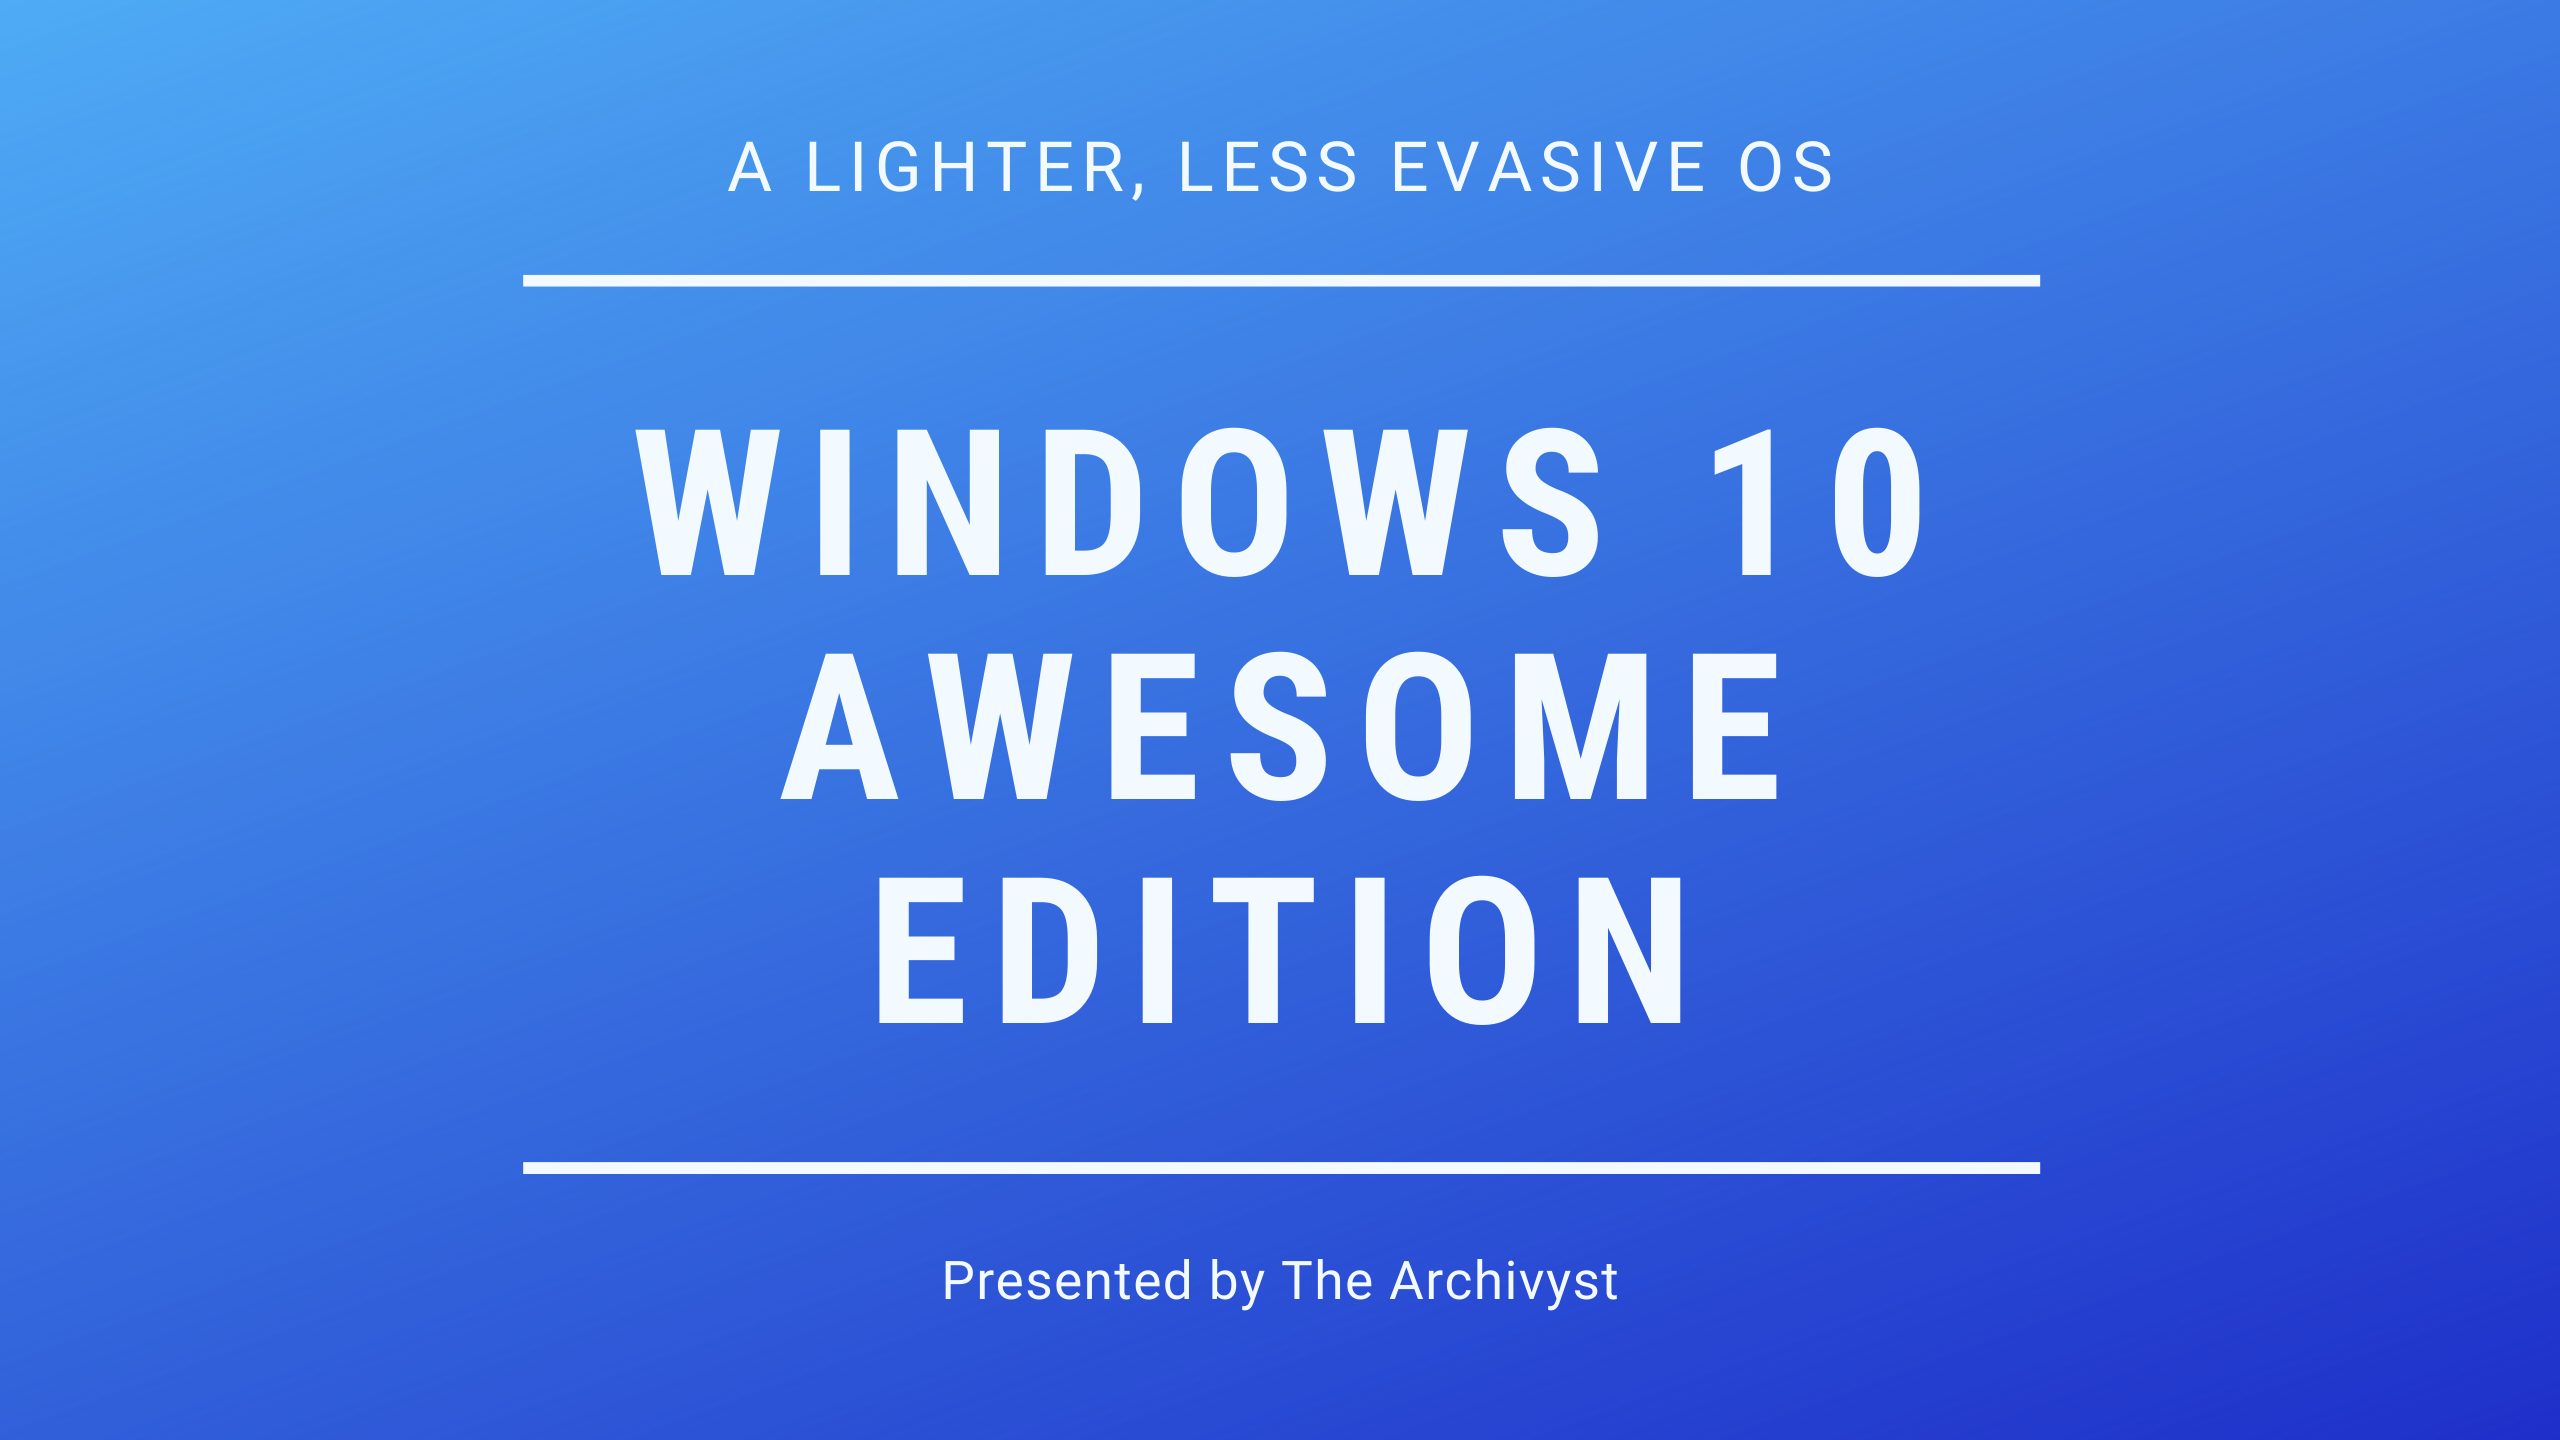 A LIGHTER, LESS EVASIVE OS
WINDOWS 10
AWESOME
EDITION
Presented by The Archivyst